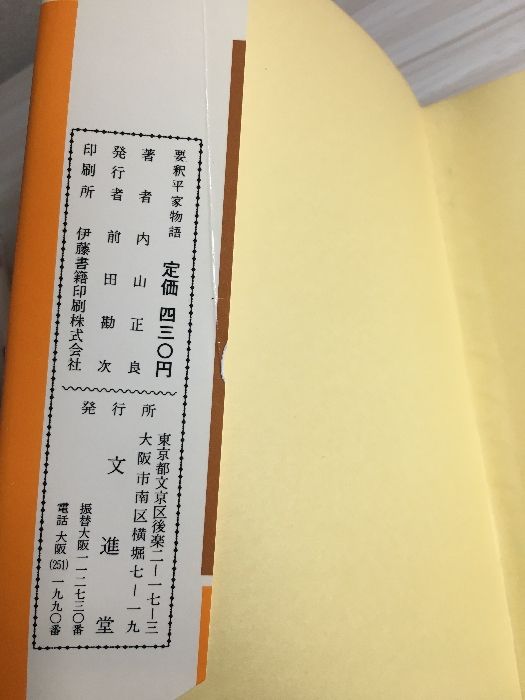 要釈平家物語
定価 四三〇円
著者 内山正良
発行者 前田勘次
印刷所 伊藤書籍印刷株式会社
発行所
東京都文京区後楽二―一七―三
大阪市南区横堀七―一九
文進堂
振替大阪一一二七三〇番
電話大阪(251)一九九〇番